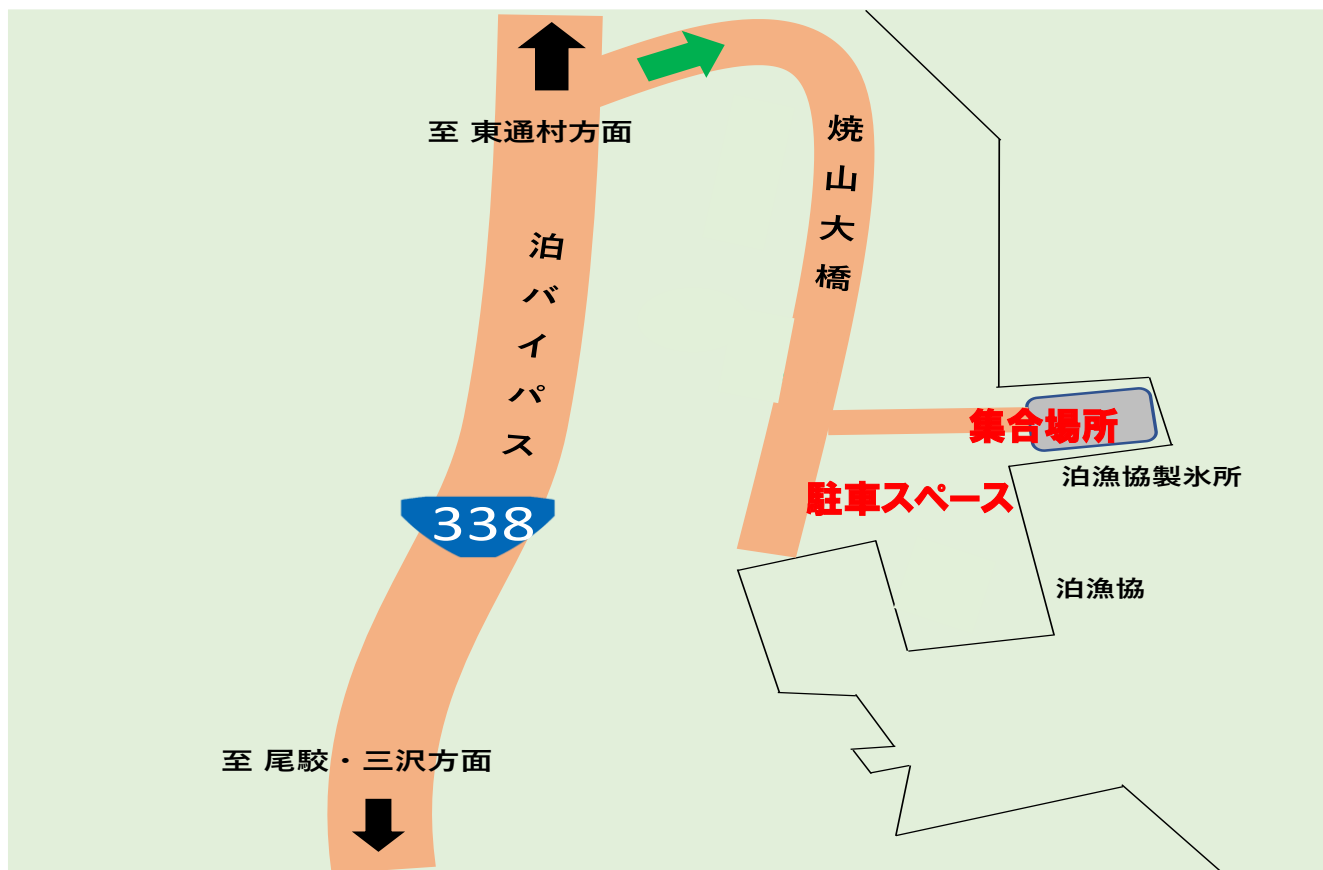 至 東通村方面
焼山大橋
泊バイパス
集合場所
泊漁協製氷所
駐車スペース
338
泊漁協
至 尾駮・三沢方面